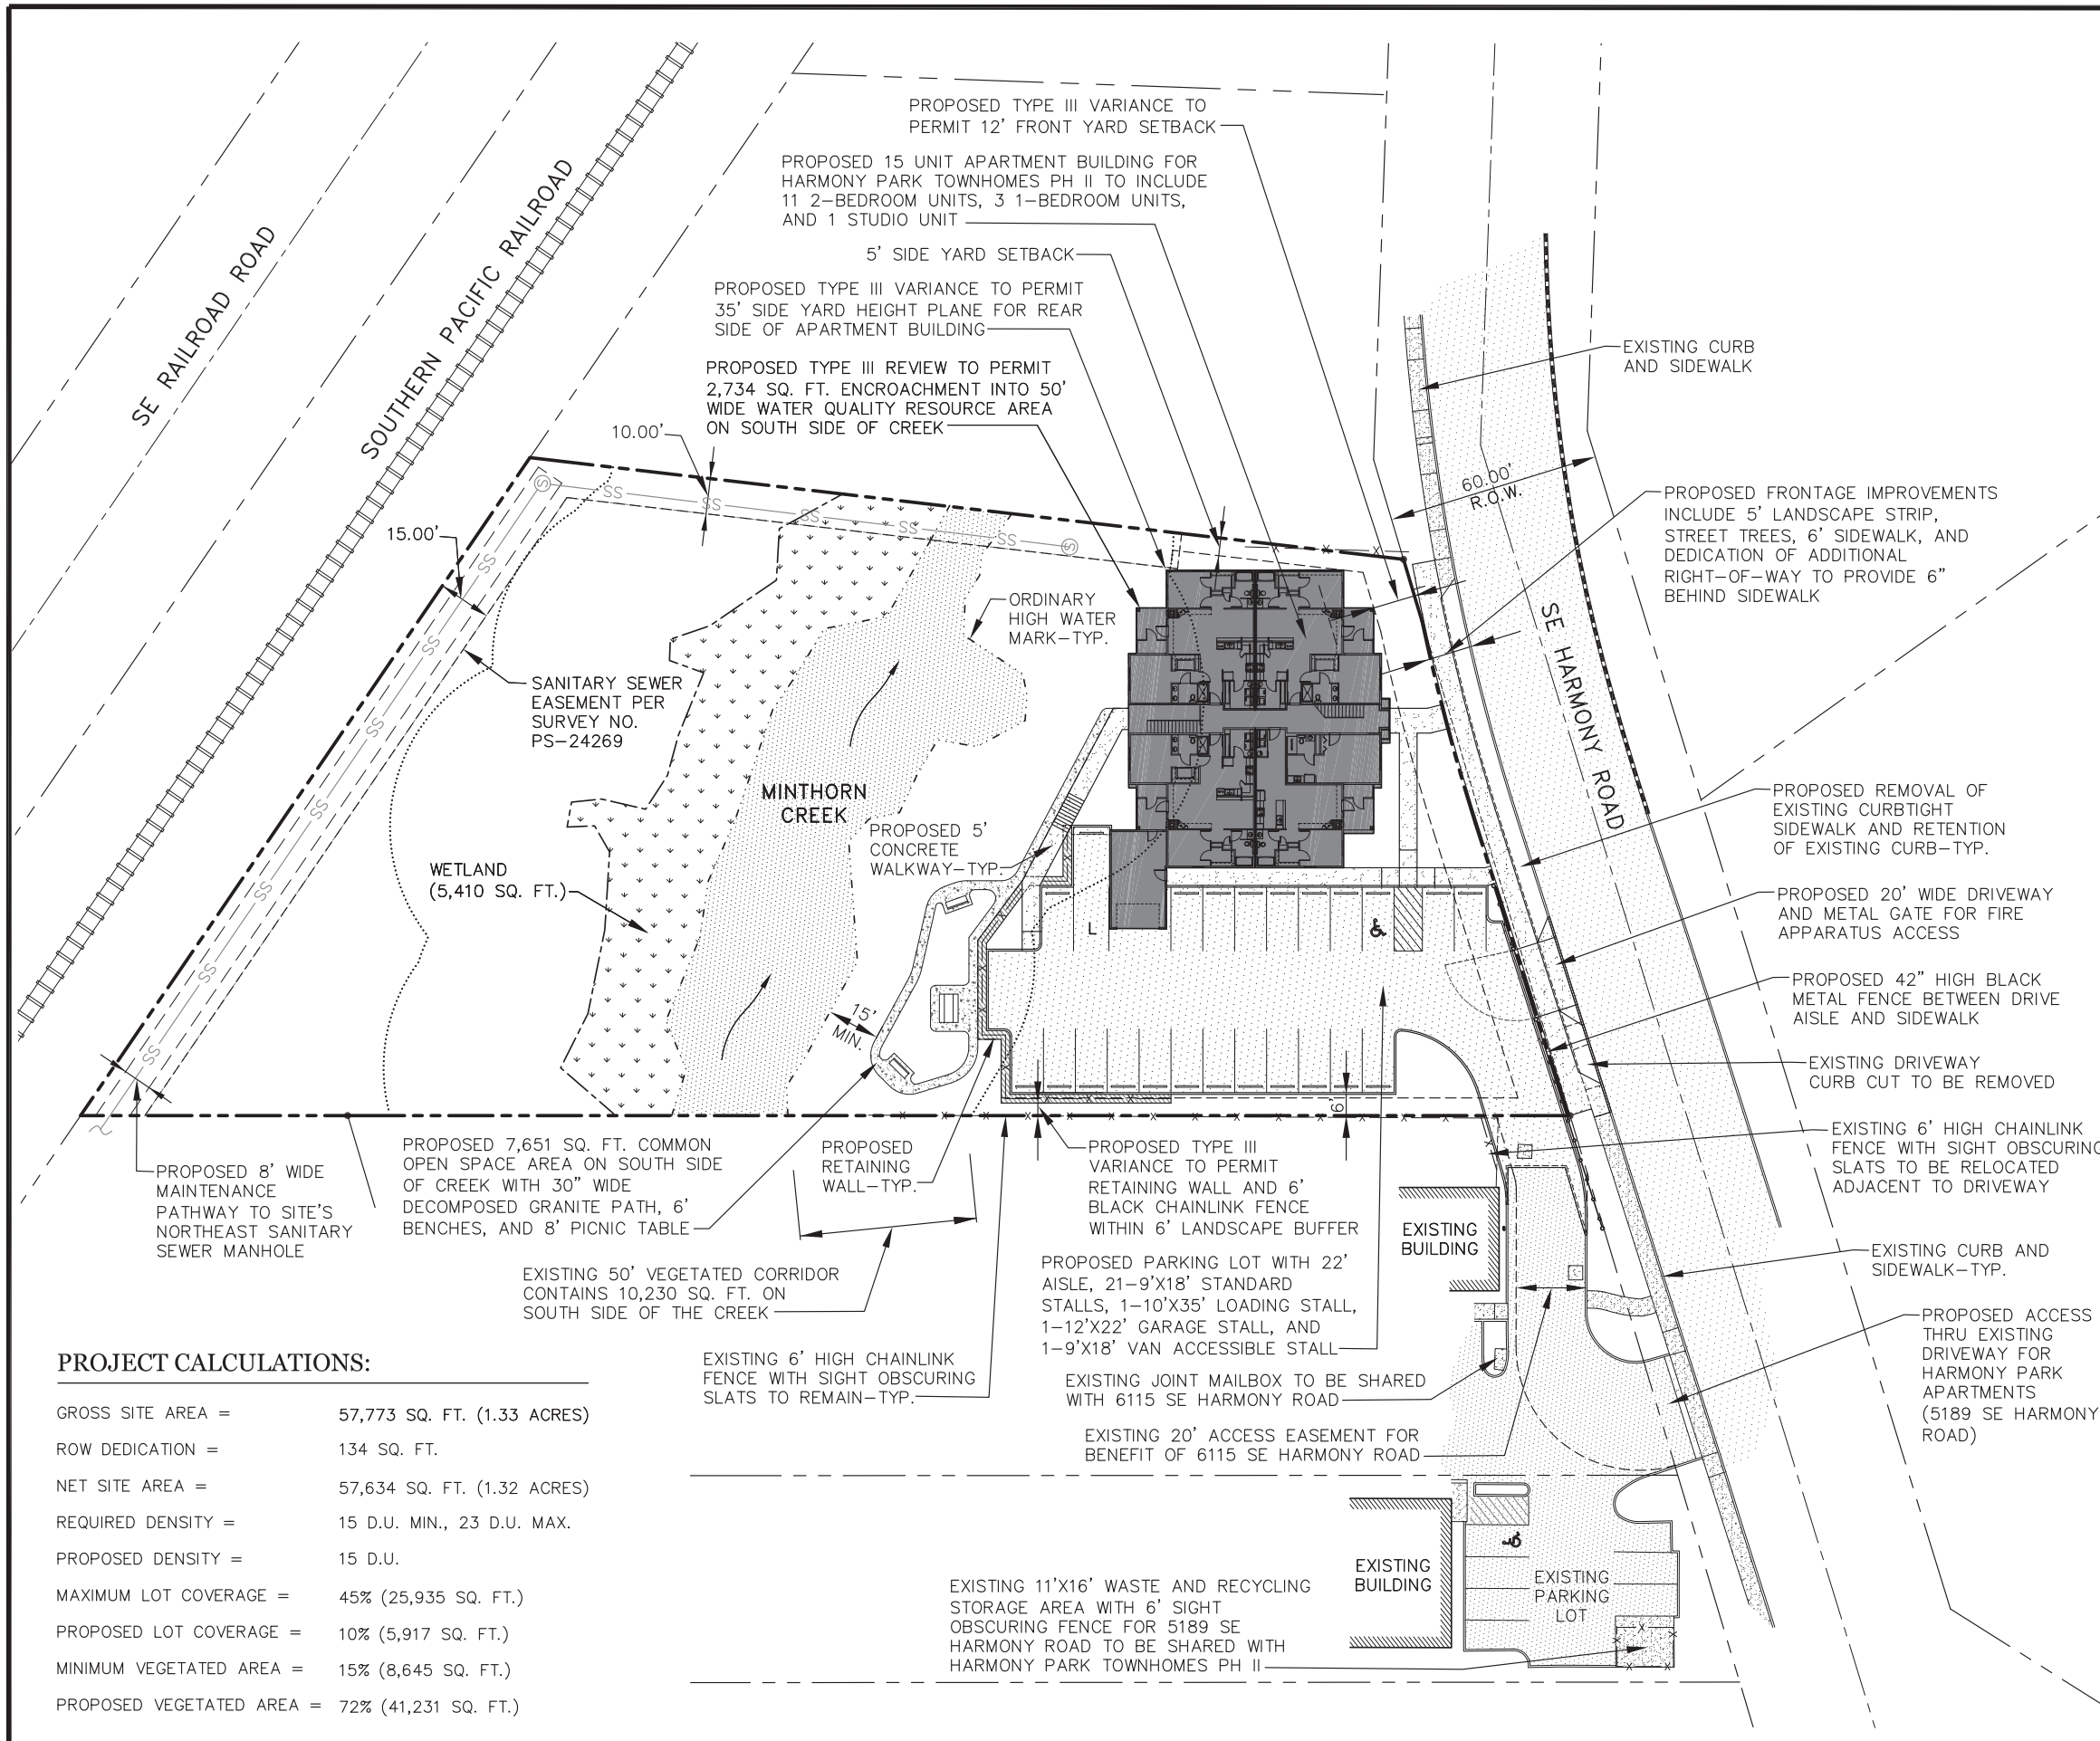 PROPOSED TYPE III VARIANCE TO
PERMIT 12' FRONT YARD SETBACK
PROPOSED 15 UNIT APARTMENT BUILDING FOR
HARMONY PARK TOWNHOMES PH II TO INCLUDE
11 2–BEDROOM UNITS, 3 1–BEDROOM UNITS,
AND 1 STUDIO UNIT
5' SIDE YARD SETBACK
PROPOSED TYPE III VARIANCE TO PERMIT
35' SIDE YARD HEIGHT PLANE FOR REAR
SIDE OF APARTMENT BUILDING
PROPOSED TYPE III REVIEW TO PERMIT
2,734 SQ. FT. ENCROACHMENT INTO 50'
WIDE WATER QUALITY RESOURCE AREA
ON SOUTH SIDE OF CREEK
SE RAILROAD ROAD
SOUTHERN PACIFIC RAILROAD
10.00'
15.00'
S
SS
SS
SS
SS
SS
S
SS
SS
SS
SS
SS
SS
SS
EXISTING CURB
AND SIDEWALK
60.00'
R.O.W.
PROPOSED FRONTAGE IMPROVEMENTS
INCLUDE 5' LANDSCAPE STRIP,
STREET TREES, 6' SIDEWALK, AND
DEDICATION OF ADDITIONAL
RIGHT–OF–WAY TO PROVIDE 6"
BEHIND SIDEWALK
SE HARMONY ROAD
ORDINARY
HIGH WATER
MARK–TYP.
SANITARY SEWER
EASEMENT PER
SURVEY NO.
PS–24269
MINTHORN
CREEK
PROPOSED 5'
CONCRETE
WALKWAY–TYP.
WETLAND
(5,410 SQ. FT.)
L
15'
MIN.
6'
PROPOSED REMOVAL OF
EXISTING CURBTIGHT
SIDEWALK AND RETENTION
OF EXISTING CURB–TYP.
PROPOSED 20' WIDE DRIVEWAY
AND METAL GATE FOR FIRE
APPARATUS ACCESS
PROPOSED 42" HIGH BLACK
METAL FENCE BETWEEN DRIVE
AISLE AND SIDEWALK
EXISTING DRIVEWAY
CURB CUT TO BE REMOVED
EXISTING 6' HIGH CHAINLINK
FENCE WITH SIGHT OBSCURING
SLATS TO BE RELOCATED
ADJACENT TO DRIVEWAY
EXISTING CURB AND
SIDEWALK–TYP.
PROPOSED ACCESS
THRU EXISTING
DRIVEWAY FOR
HARMONY PARK
APARTMENTS
(5189 SE HARMONY
ROAD)
PROPOSED 8' WIDE
MAINTENANCE
PATHWAY TO SITE'S
NORTHEAST SANITARY
SEWER MANHOLE
PROPOSED 7,651 SQ. FT. COMMON
OPEN SPACE AREA ON SOUTH SIDE
OF CREEK WITH 30" WIDE
DECOMPOSED GRANITE PATH, 6'
BENCHES, AND 8' PICNIC TABLE
PROPOSED
RETAINING
WALL–TYP.
PROPOSED TYPE III
VARIANCE TO PERMIT
RETAINING WALL AND 6'
BLACK CHAINLINK FENCE
WITHIN 6' LANDSCAPE BUFFER
EXISTING
BUILDING
EXISTING 50' VEGETATED CORRIDOR
CONTAINS 10,230 SQ. FT. ON
SOUTH SIDE OF THE CREEK
PROPOSED PARKING LOT WITH 22'
AISLE, 21–9'X18' STANDARD
STALLS, 1–10'X35' LOADING STALL,
1–12'X22' GARAGE STALL, AND
1–9'X18' VAN ACCESSIBLE STALL
EXISTING 6' HIGH CHAINLINK
FENCE WITH SIGHT OBSCURING
SLATS TO REMAIN–TYP.
EXISTING JOINT MAILBOX TO BE SHARED
WITH 6115 SE HARMONY ROAD
EXISTING 20' ACCESS EASEMENT FOR
BENEFIT OF 6115 SE HARMONY ROAD
EXISTING
BUILDING
EXISTING
PARKING
LOT
EXISTING 11'X16' WASTE AND RECYCLING
STORAGE AREA WITH 6' SIGHT
OBSCURING FENCE FOR 5189 SE
HARMONY ROAD TO BE SHARED WITH
HARMONY PARK TOWNHOMES PH II
PROJECT CALCULATIONS:
GROSS SITE AREA = 57,773 SQ. FT. (1.33 ACRES)
ROW DEDICATION = 134 SQ. FT.
NET SITE AREA = 57,634 SQ. FT. (1.32 ACRES)
REQUIRED DENSITY = 15 D.U. MIN., 23 D.U. MAX.
PROPOSED DENSITY = 15 D.U.
MAXIMUM LOT COVERAGE = 45% (25,935 SQ. FT.)
PROPOSED LOT COVERAGE = 10% (5,917 SQ. FT.)
MINIMUM VEGETATED AREA = 15% (8,645 SQ. FT.)
PROPOSED VEGETATED AREA = 72% (41,231 SQ. FT.)